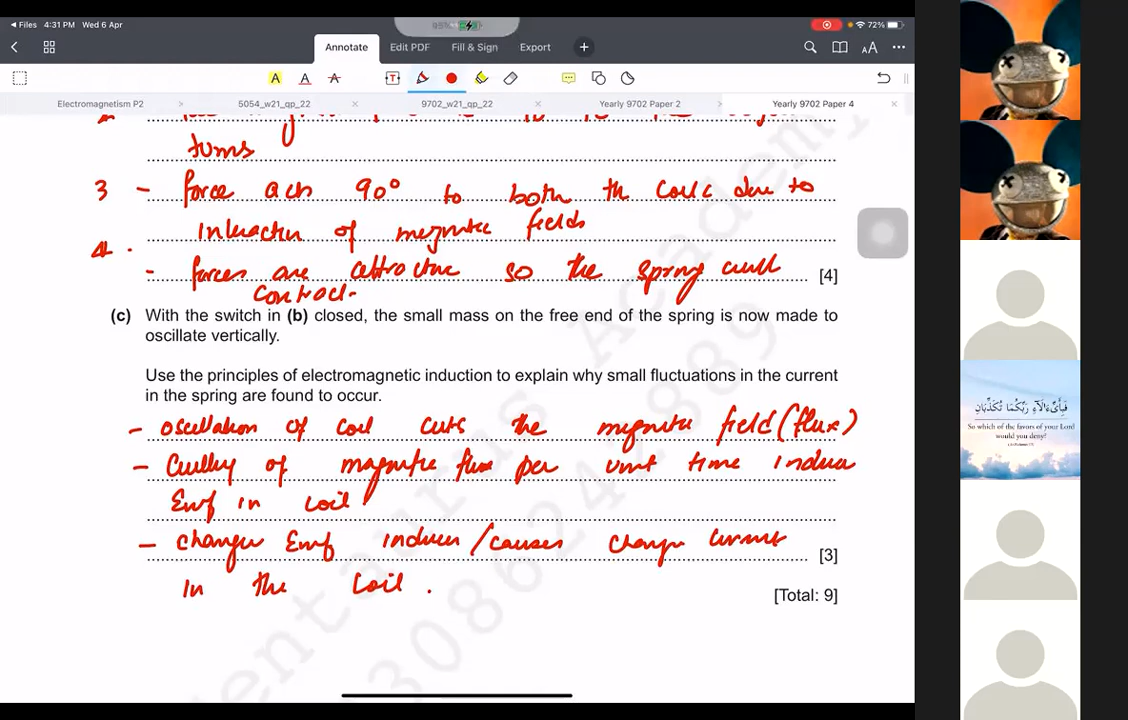 Files 4:31 PM Wed 6 Apr
95%
72%
Annotate Edit PDF Fill & Sign Export
Electromagnetism P2 5054_w21_qp_22 9702_w21_qp_22 Yearly 9702 Paper 2 Yearly 9702 Paper 4
turns
3 - force acts 90° to both the coils due to
interaction of magnetic fields
4 .
- forces are attractive so the spring will [4]
contract.
(c) With the switch in (b) closed, the small mass on the free end of the spring is now made to
oscillate vertically.
Use the principles of electromagnetic induction to explain why small fluctuations in the current
in the spring are found to occur.
- oscillation of coil cuts the magnetic field (flux)
- Cutting of magnetic flux per unit time induces
Emf in coil
- changes Emf induces/causes change current [3]
in the coil.
[Total: 9]
فَبِأَيِّ آلَاءِ رَبِّكُمَا تُكَذِّبَانِ
So which of the favors of your Lord
would you deny?